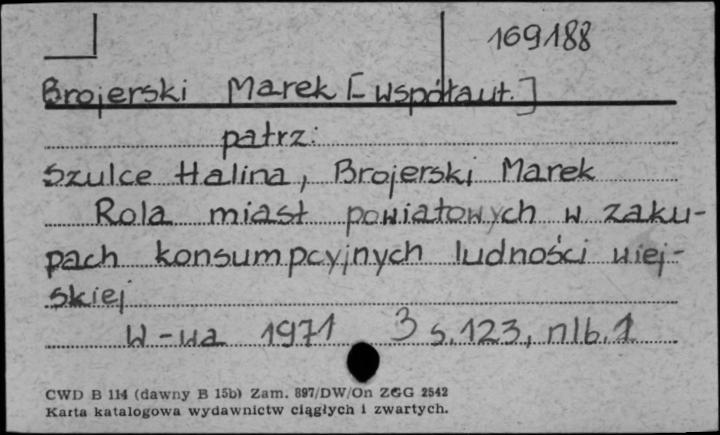 169188
Brojerski Marek [współaut.]
patrz:
Szulce Halina, Brojerski Marek
Rola miast powiatowych w zaku-
pach konsumpcyjnych ludności wiej-
skiej
W-wa 1971 3 s. 123, nlb. 1
CWD B 114 (dawny B 15b) Zam. 897/DW/On ZGG 2542
Karta katalogowa wydawnictw ciągłych i zwartych.